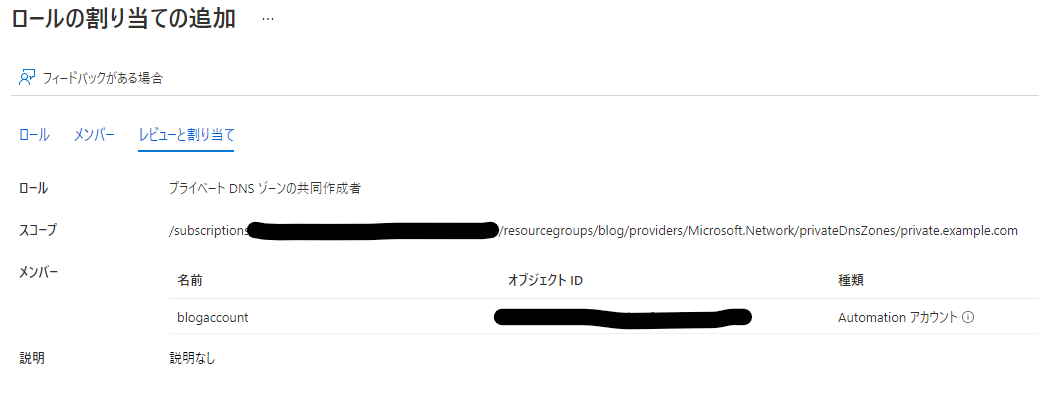 ロールの割り当ての追加 …
フィードバックがある場合
ロール メンバー レビューと割り当て
ロール プライベート DNS ゾーンの共同作成者
スコープ /subscriptions /resourcegroups/blog/providers/Microsoft.Network/privateDnsZones/private.example.com
メンバー 名前 オブジェクト ID 種類
blogaccount Automation アカウント
説明 説明なし